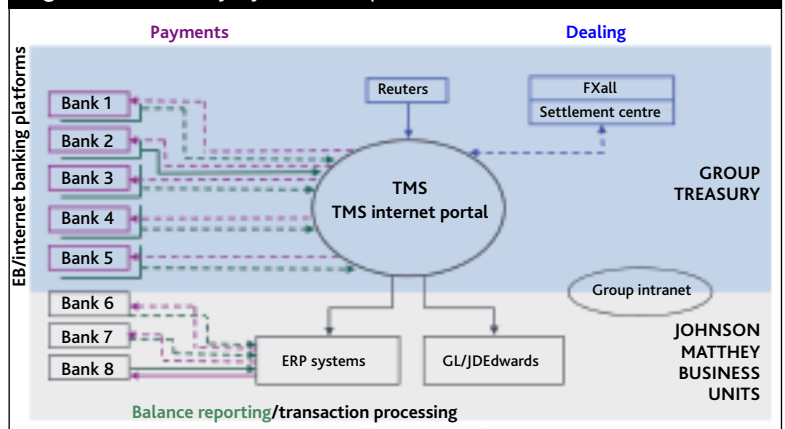 Payments
Dealing
EB/internet banking platforms
Bank 1
Bank 2
Bank 3
Bank 4
Bank 5
Bank 6
Bank 7
Bank 8
Reuters
FXall
Settlement centre
TMS
TMS internet portal
GROUP
TREASURY
Group intranet
ERP systems
GL/JDEdwards
JOHNSON
MATTHEY
BUSINESS
UNITS
Balance reporting/transaction processing